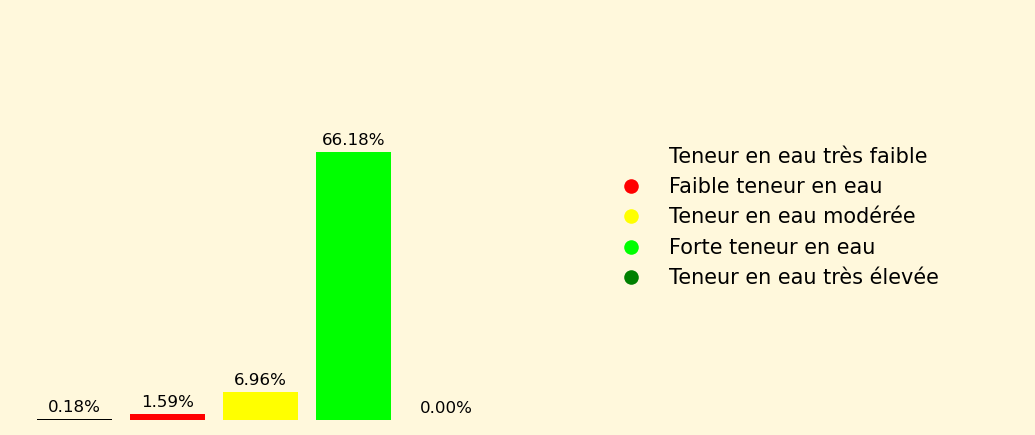 66.18%
6.96%
1.59%
0.18%
0.00%
Teneur en eau très faible
Faible teneur en eau
Teneur en eau modérée
Forte teneur en eau
Teneur en eau très élevée